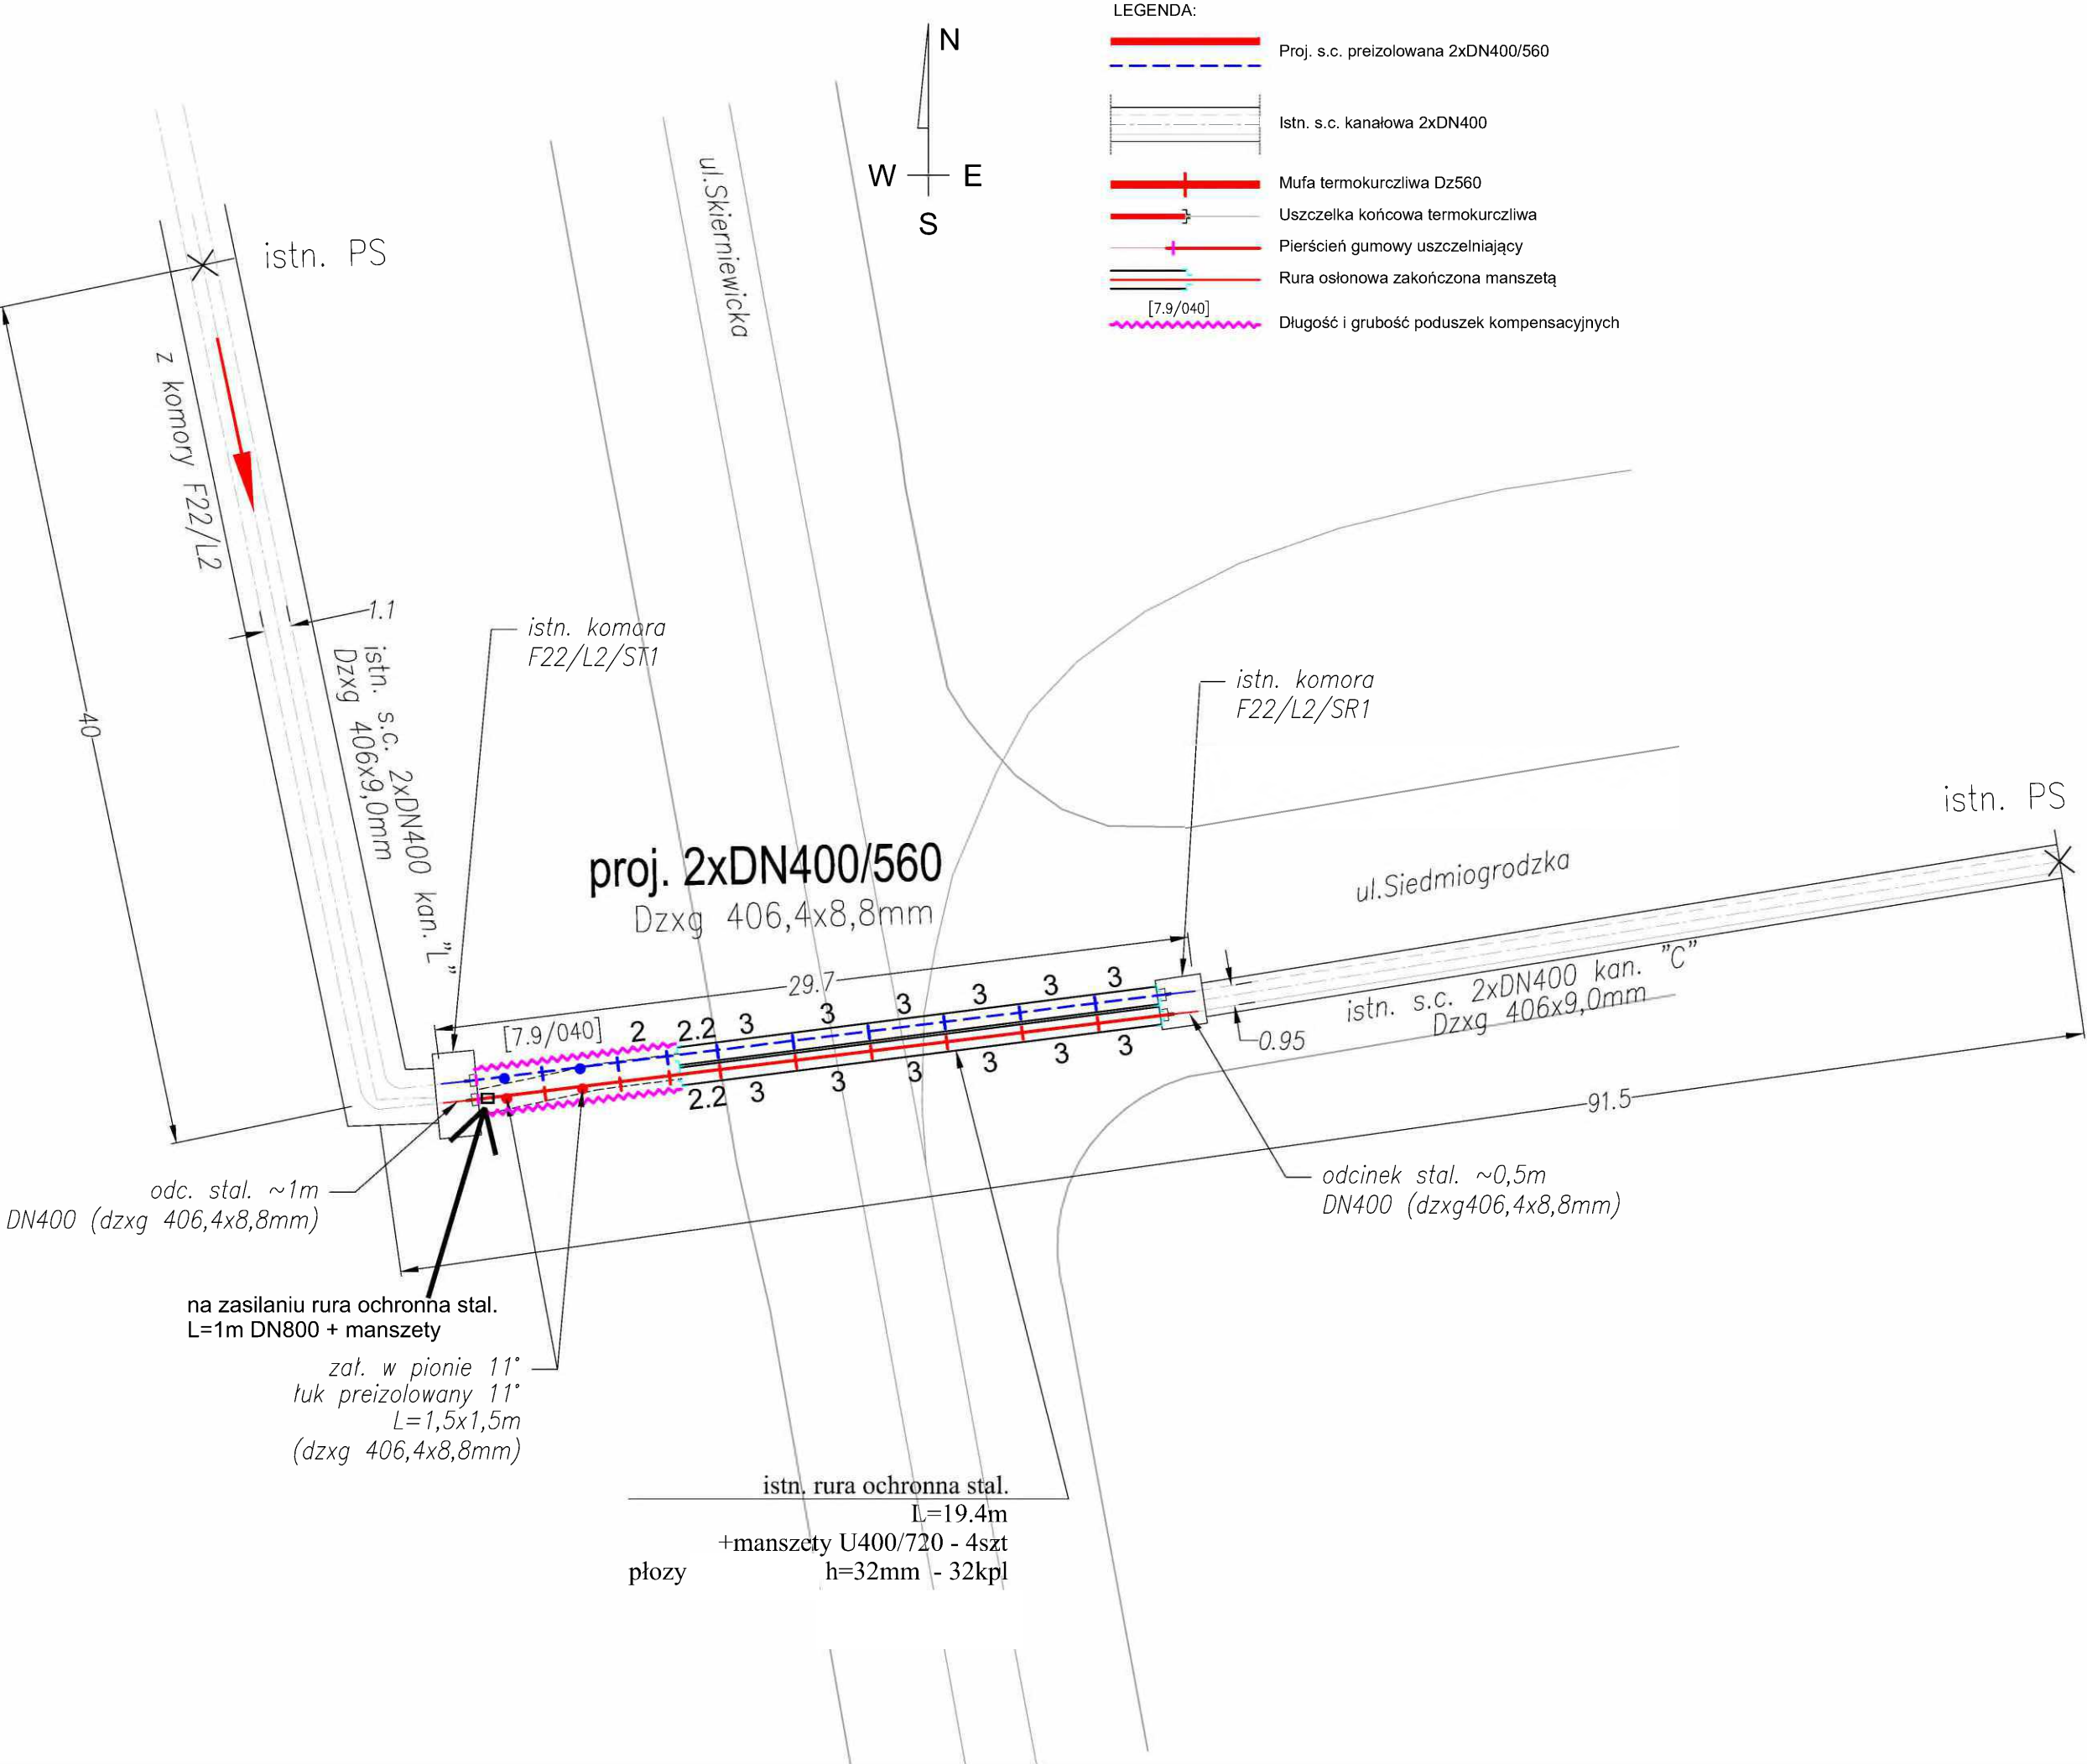 LEGENDA:
Proj. s.c. preizolowana 2xDN400/560
Istn. s.c. kanałowa 2xDN400
Mufa termokurczliwa Dz560
Uszczelka końcowa termokurczliwa
Pierścień gumowy uszczelniający
Rura osłonowa zakończona manszetą
[7.9/040]
Długość i grubość poduszek kompensacyjnych
N
W
E
S
ul.Skierniewicka
istn. PS
z komory F22/L2
1.1
40
istn. s.c. 2xDN400 kan."L"
Dzxg 406x9,0mm
istn. komora
F22/L2/ST1
istn. komora
F22/L2/SR1
istn. PS
ul.Siedmiogrodzka
proj. 2xDN400/560
Dzxg 406,4x8,8mm
29.7
[7.9/040]
2
2.2
3
3
3
3
3
3
2.2
3
3
3
3
3
3
istn. s.c. 2xDN400 kan. "C"
Dzxg 406x9,0mm
0.95
91.5
odc. stal. ~1m
DN400 (dzxg 406,4x8,8mm)
odcinek stal. ~0,5m
DN400 (dzxg406,4x8,8mm)
na zasilaniu rura ochronna stal.
L=1m DN800 + manszety
zał. w pionie 11°
łuk preizolowany 11°
L=1,5x1,5m
(dzxg 406,4x8,8mm)
istn. rura ochronna stal.
L=19.4m
+manszety U400/720 - 4szt
płozy h=32mm - 32kpl